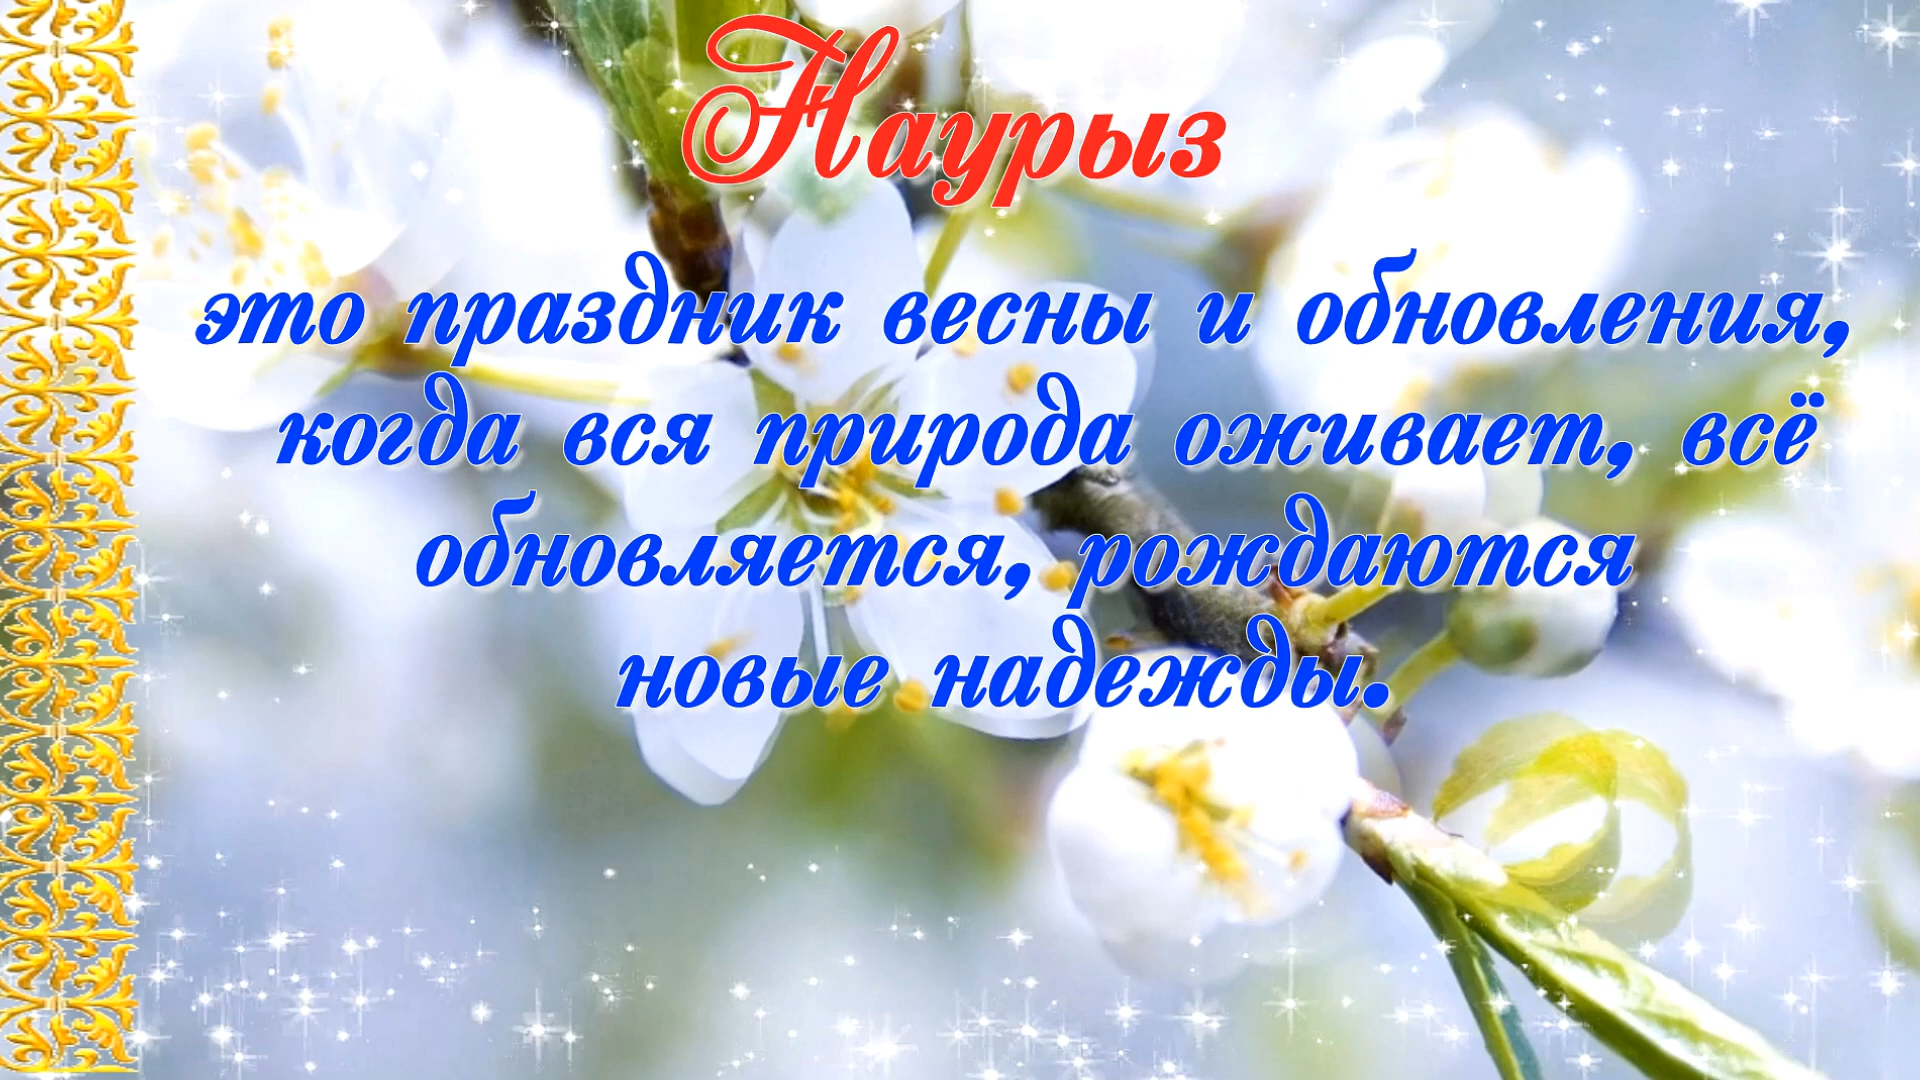 Наурыз
это праздник весны и обновления,
когда вся природа оживает, всё
обновляется, рождаются
новые надежды.